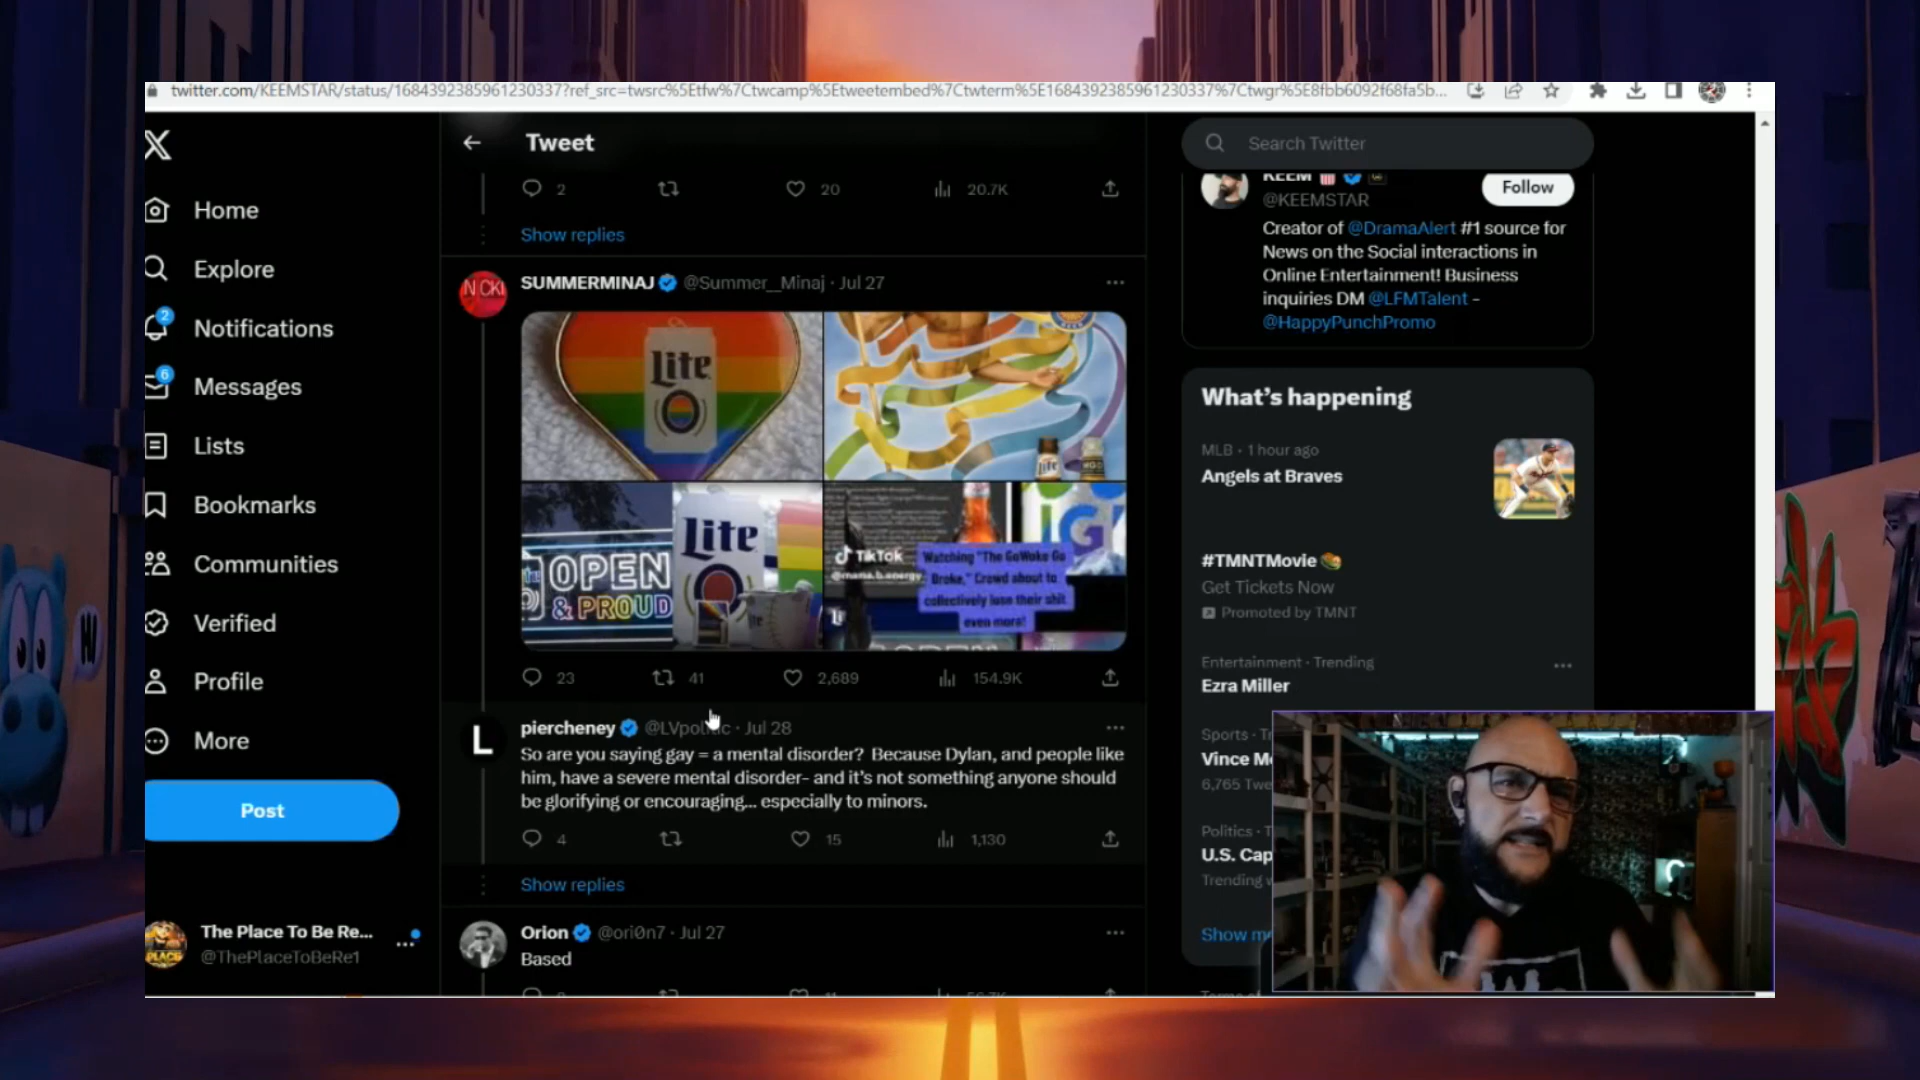 twitter.com/KEEMSTAR/status/1684392385961230337?ref_src=twsrc%5Etfw%7Ctwcamp%5Etweetembed%7Ctwterm%5E1684392385961230337%7Ctwgr%5E8fbb6092f68fa5b...
X
Home
Explore
2
Notifications
6
Messages
Lists
Bookmarks
Communities
Verified
Profile
More
Post
The Place To Be Re...
@ThePlaceToBeRe1
Tweet
2 20 20.7K
Show replies
NICKI
SUMMERMINAJ @Summer__Minaj · Jul 27
Lite
Lite
OPEN
& PROUD
Lite
TikTok
@mama.b.energy
Watching "The GoWoke Go
Broke," Crowd about to
collectively lose their shit
even more!
23 41 2,689 154.9K
L
piercheney · Jul 28
So are you saying gay = a mental disorder? Because Dylan, and people like
him, have a severe mental disorder- and it's not something anyone should
be glorifying or encouraging... especially to minors.
4 15 1,130
Show replies
Orion @ori0n7 · Jul 27
Based
Search Twitter
KEEM
@KEEMSTAR
Follow
Creator of @DramaAlert #1 source for
News on the Social interactions in
Online Entertainment! Business
inquiries DM @LFMTalent -
@HappyPunchPromo
What's happening
MLB · 1 hour ago
Angels at Braves
#TMNTMovie
Get Tickets Now
Promoted by TMNT
Entertainment · Trending
Ezra Miller
Sports ·
Vince
6,765
Politics ·
U.S.
Trending
Show
HI